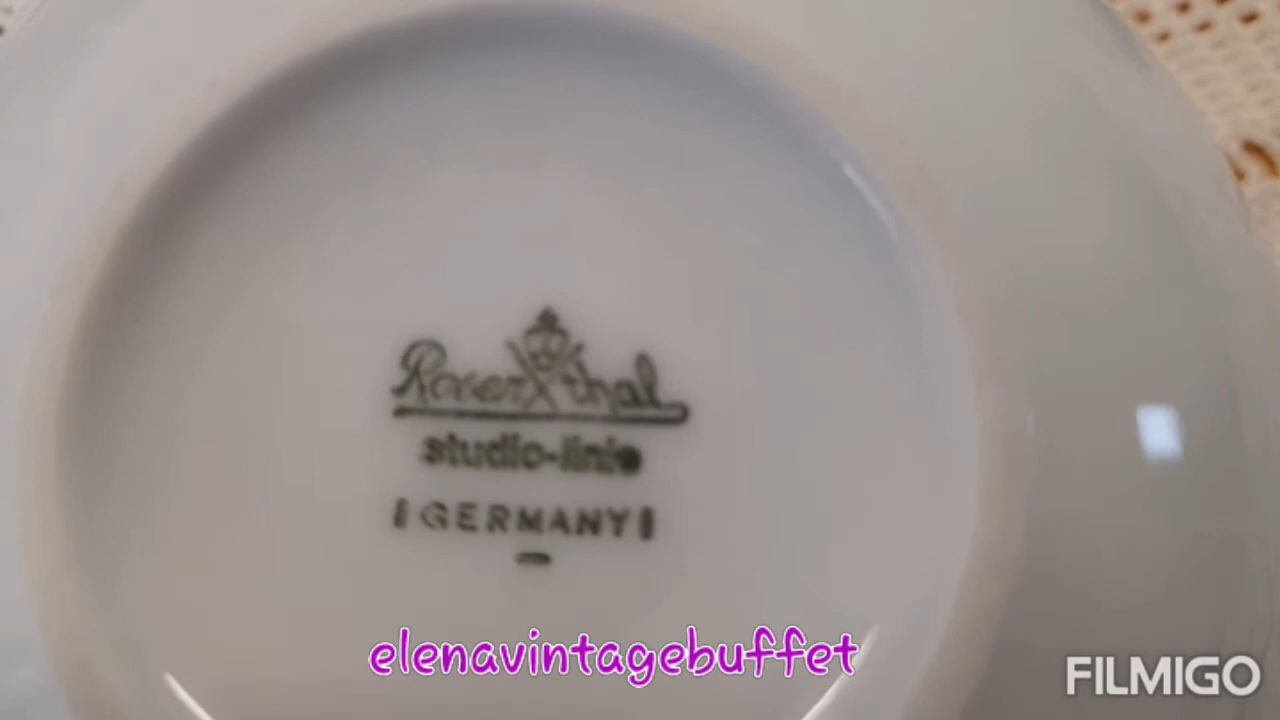 Rosenthal
studio-linie
GERMANY
elenavintagebuffet
FILMIGO